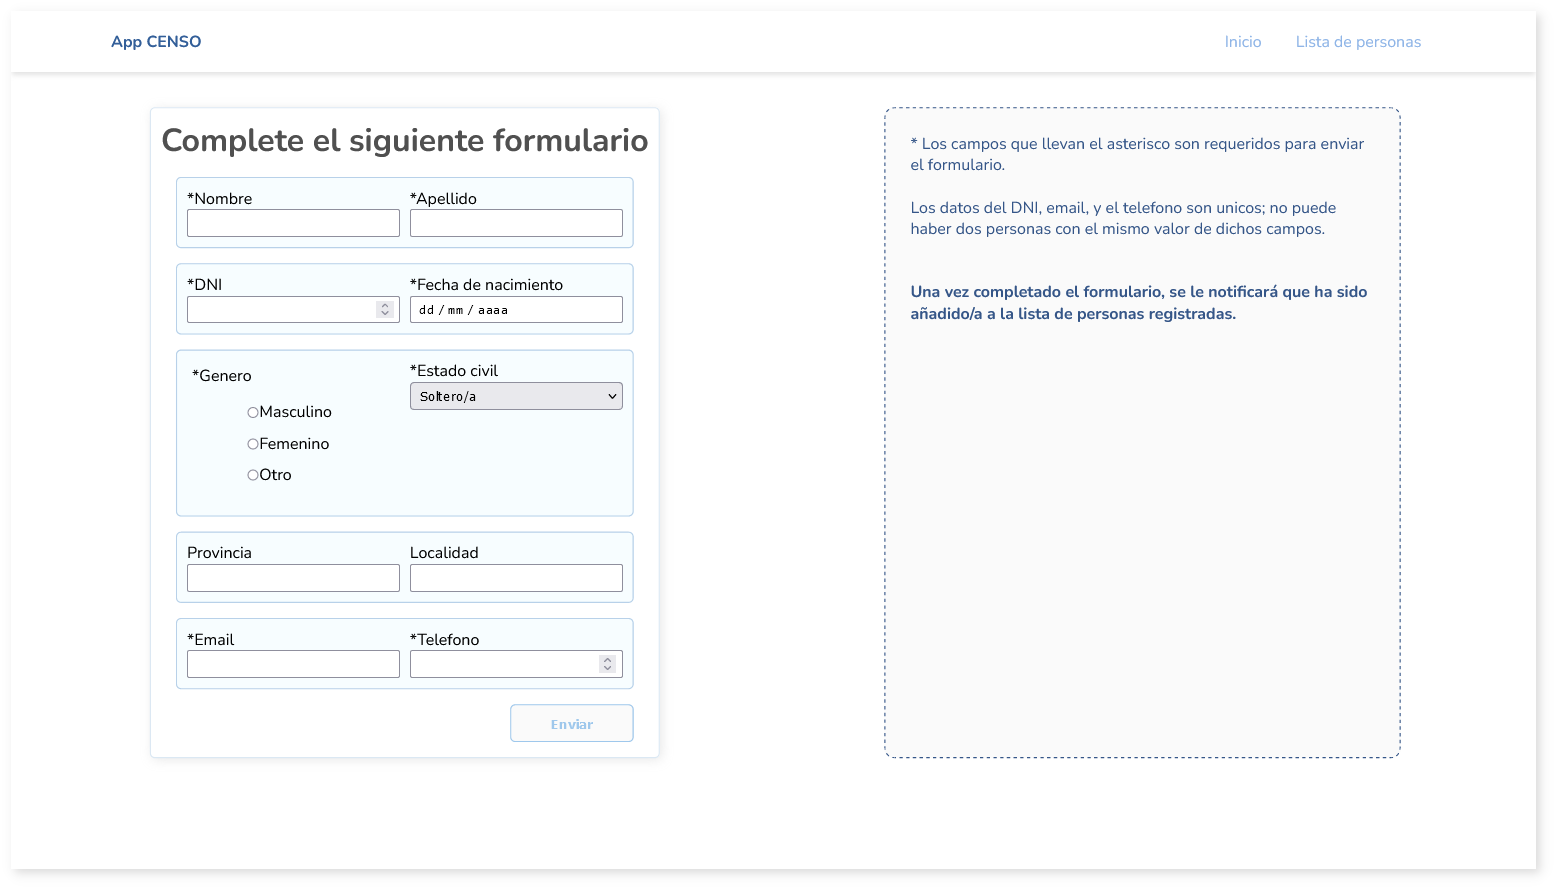 App CENSO
Inicio
Lista de personas
Complete el siguiente formulario
*Nombre
*Apellido
*DNI
*Fecha de nacimiento
dd / mm / aaaa
*Genero
Masculino
Femenino
Otro
*Estado civil
Soltero/a
Provincia
Localidad
*Email
*Telefono
Enviar
* Los campos que llevan el asterisco son requeridos para enviar
el formulario.
Los datos del DNI, email, y el telefono son unicos; no puede
haber dos personas con el mismo valor de dichos campos.
Una vez completado el formulario, se le notificará que ha sido
añadido/a a la lista de personas registradas.